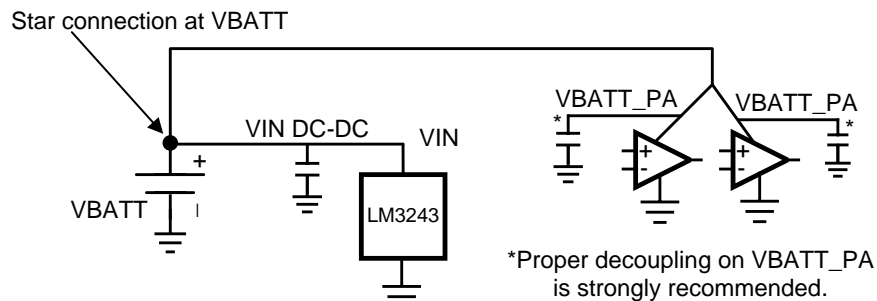 Star connection at VBATT
VBATT_PA
VBATT_PA
*
*
VIN DC-DC
VIN
+
VBATT
LM3243
+
-
+
-
*Proper decoupling on VBATT_PA
is strongly recommended.